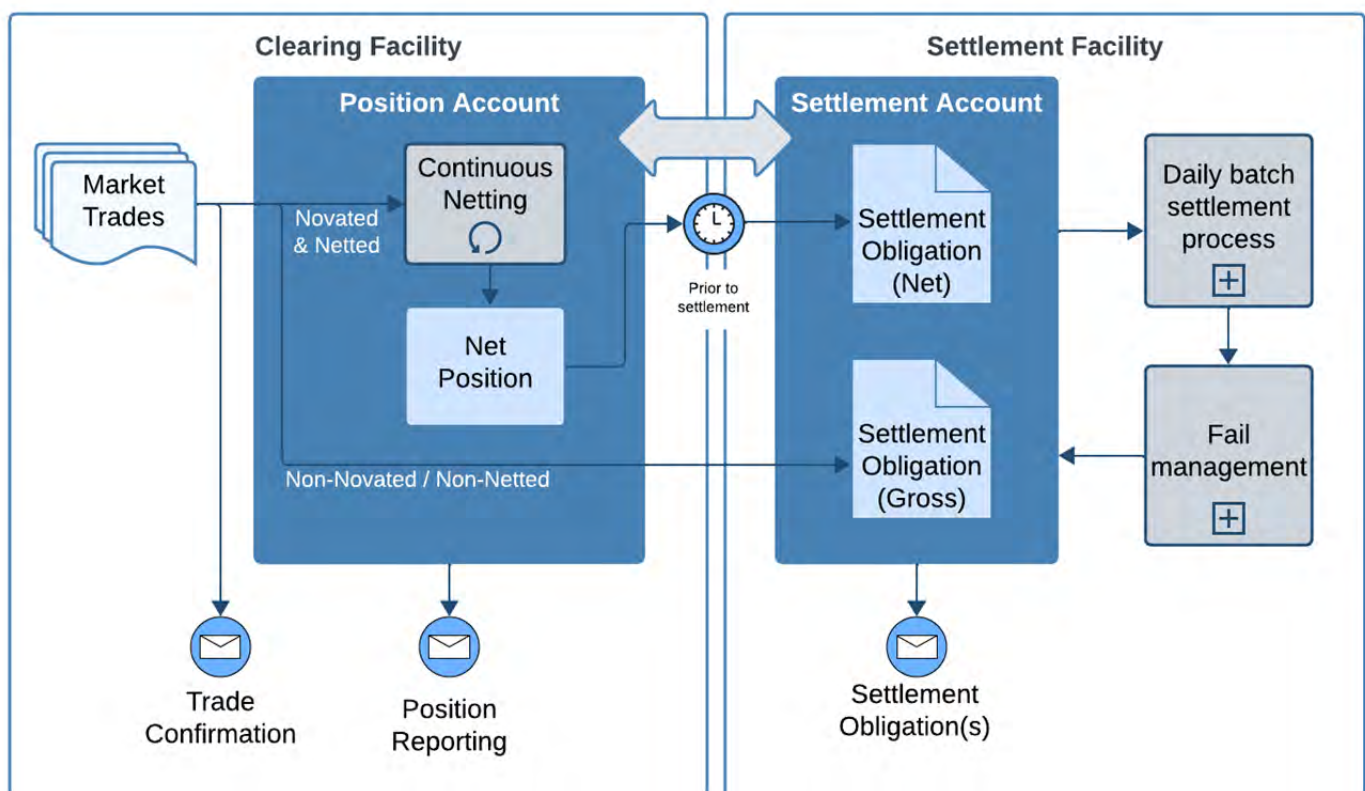 Clearing Facility
Settlement Facility
Position Account
Settlement Account
Market
Trades
Continuous
Netting
Novated
& Netted
Net
Position
Prior to
settlement
Settlement
Obligation
(Net)
Daily batch
settlement
process
Settlement
Obligation
(Gross)
Fail
management
Non-Novated / Non-Netted
Trade
Confirmation
Position
Reporting
Settlement
Obligation(s)